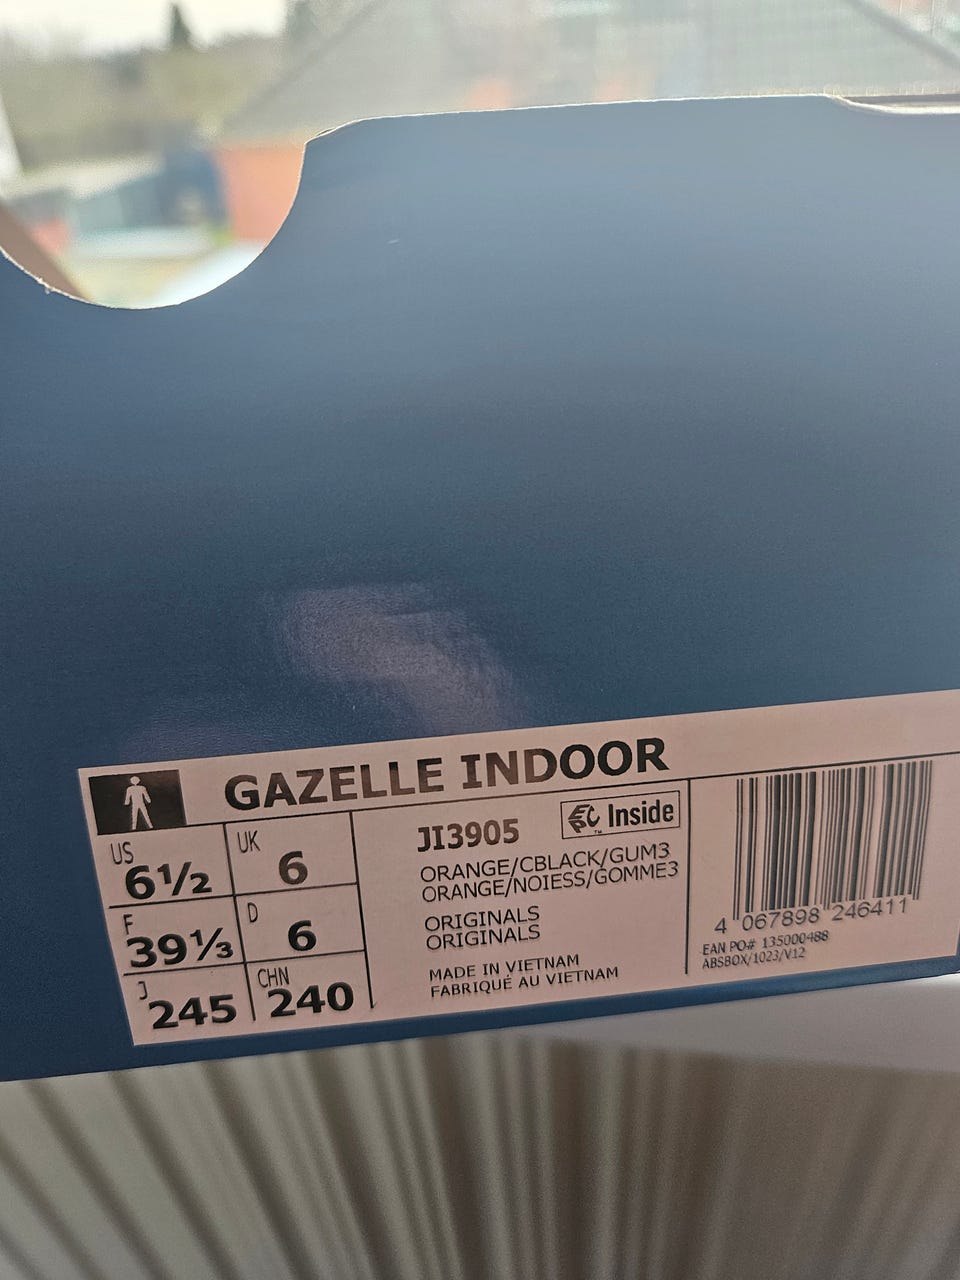 GAZELLE INDOOR
US
6½
UK
6
F
39⅓
D
6
J
245
CHN
240
JI3905
EPC Inside
TM
ORANGE/CBLACK/GUM3
ORANGE/NOIESS/GOMME3
ORIGINALS
ORIGINALS
MADE IN VIETNAM
FABRIQUÉ AU VIETNAM
4 067898 246411
EAN PO# 135000488
ABSBOX/1023/V12